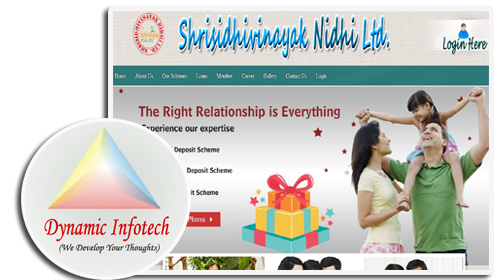 Shrisidhivinayak Nidhi Ltd.
Login Here
Home About Us Our Schemes Loans Member Career Gallery Contact Us Login
The Right Relationship is Everything
Experience our expertise
Deposit Scheme
Deposit Scheme
it Scheme
Plans
Dynamic Infotech
(We Develop Your Thoughts)